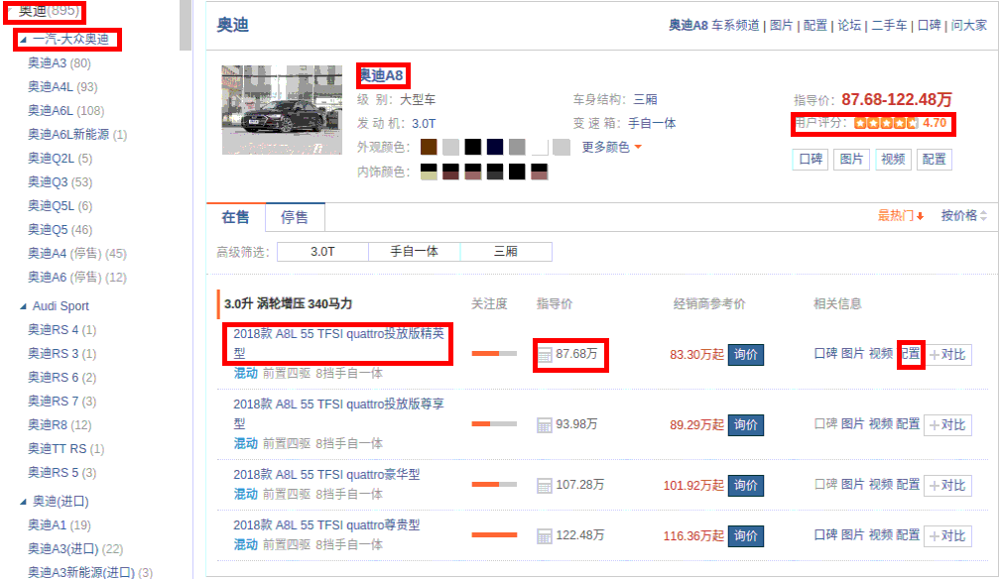 奥迪(895)
一汽-大众奥迪
奥迪A3 (80)
奥迪A4L (93)
奥迪A6L (108)
奥迪A6L新能源 (1)
奥迪Q2L (5)
奥迪Q3 (53)
奥迪Q5L (6)
奥迪Q5 (46)
奥迪A4 (停售) (45)
奥迪A6 (停售) (12)
Audi Sport
奥迪RS 4 (1)
奥迪RS 3 (1)
奥迪RS 6 (2)
奥迪RS 7 (3)
奥迪R8 (12)
奥迪TT RS (1)
奥迪RS 5 (3)
奥迪(进口)
奥迪A1 (19)
奥迪A3(进口) (22)
奥迪A3新能源(进口) (3)
奥迪
奥迪A8 车系频道 | 图片 | 配置 | 论坛 | 二手车 | 口碑 | 问大家
奥迪A8
级 别：大型车
车身结构：三厢
发 动 机：3.0T
变 速 箱：手自一体
外观颜色：
更多颜色
内饰颜色：
指导价：87.68-122.48万
用户评分：4.70
口碑 图片 视频 配置
在售 停售
最热门 按价格
高级筛选： 3.0T 手自一体 三厢
3.0升 涡轮增压 340马力 关注度 指导价 经销商参考价 相关信息
2018款 A8L 55 TFSI quattro投放版精英
型
混动 前置四驱 8挡手自一体
87.68万 83.30万起 询价 口碑 图片 视频 配置 +对比
2018款 A8L 55 TFSI quattro投放版尊享
型
混动 前置四驱 8挡手自一体
93.98万 89.29万起 询价 口碑 图片 视频 配置 +对比
2018款 A8L 55 TFSI quattro豪华型
混动 前置四驱 8挡手自一体
107.28万 101.92万起 询价 口碑 图片 视频 配置 +对比
2018款 A8L 55 TFSI quattro尊贵型
混动 前置四驱 8挡手自一体
122.48万 116.36万起 询价 口碑 图片 视频 配置 +对比